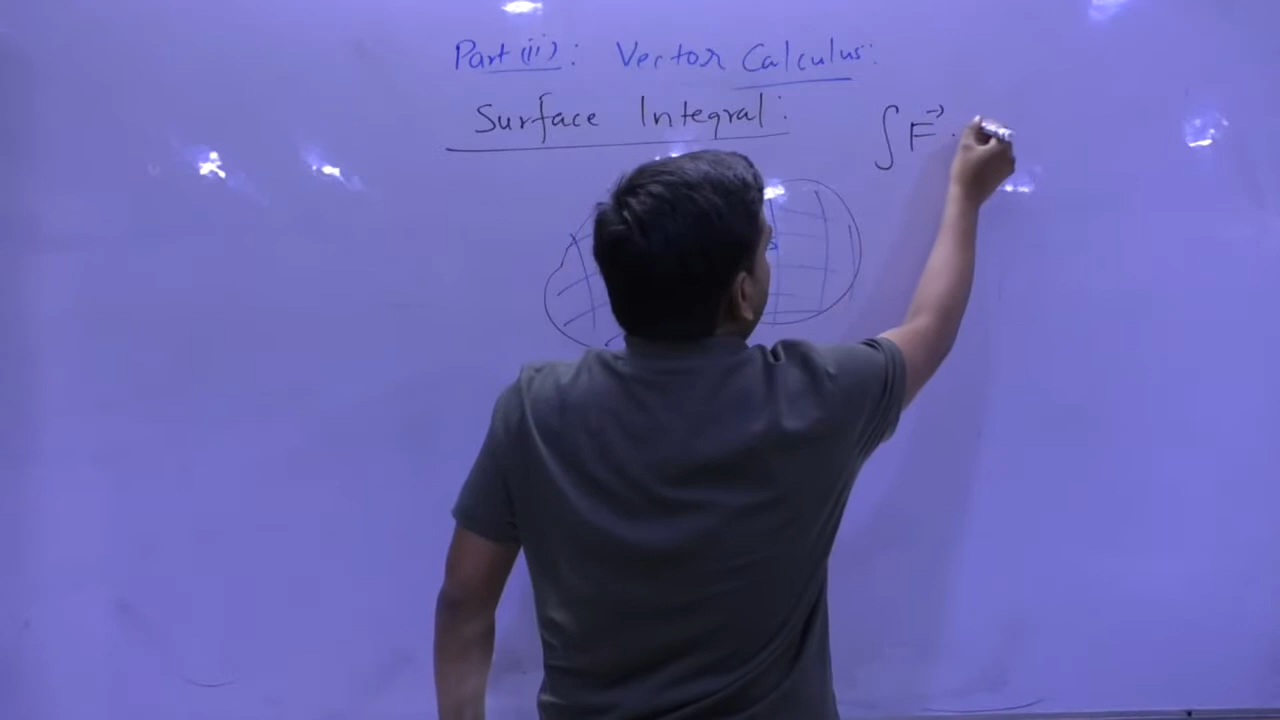 Part (ii): Vector Calculus:
Surface Integral:
∫ F⃗ ·